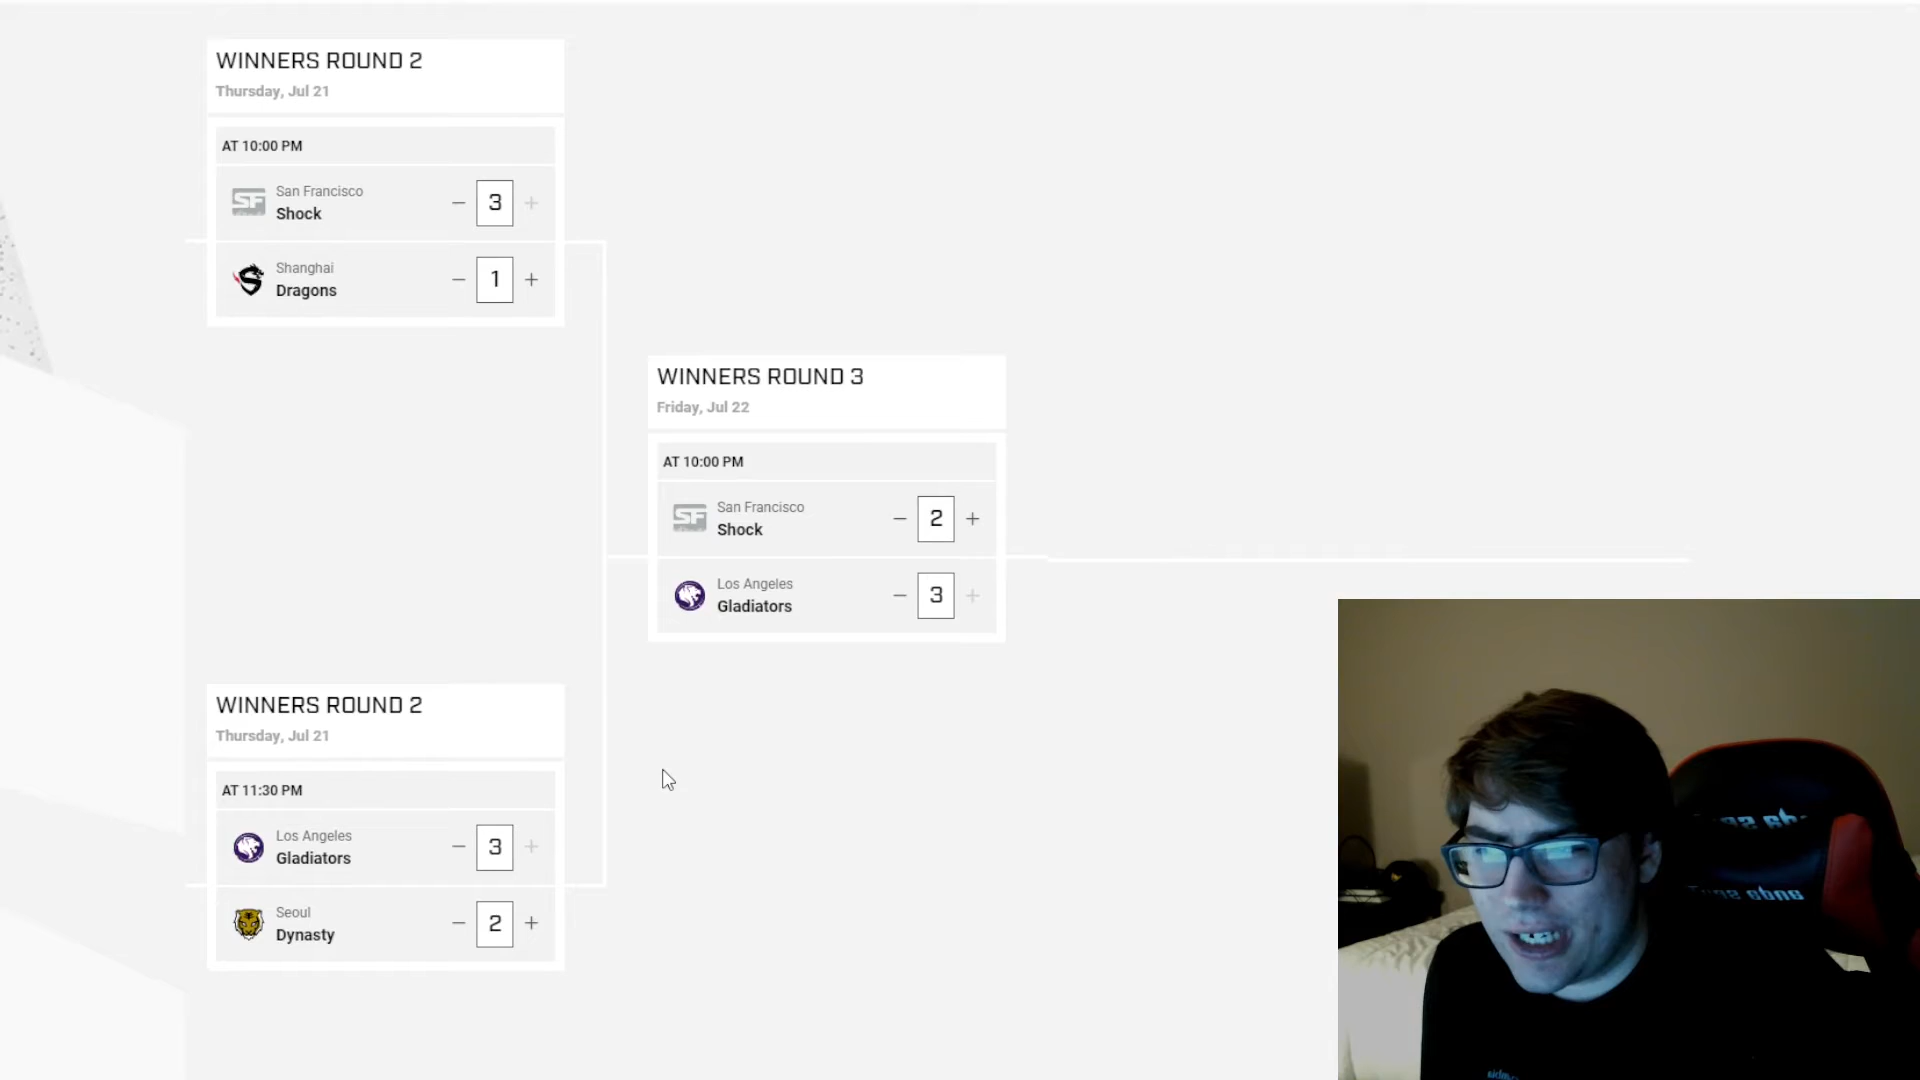 WINNERS ROUND 2
Thursday, Jul 21
AT 10:00 PM
SF
San Francisco
Shock
− 3 +
Shanghai
Dragons
− 1 +
WINNERS ROUND 3
Friday, Jul 22
AT 10:00 PM
SF
San Francisco
Shock
− 2 +
Los Angeles
Gladiators
− 3 +
WINNERS ROUND 2
Thursday, Jul 21
AT 11:30 PM
Los Angeles
Gladiators
− 3 +
Seoul
Dynasty
− 2 +